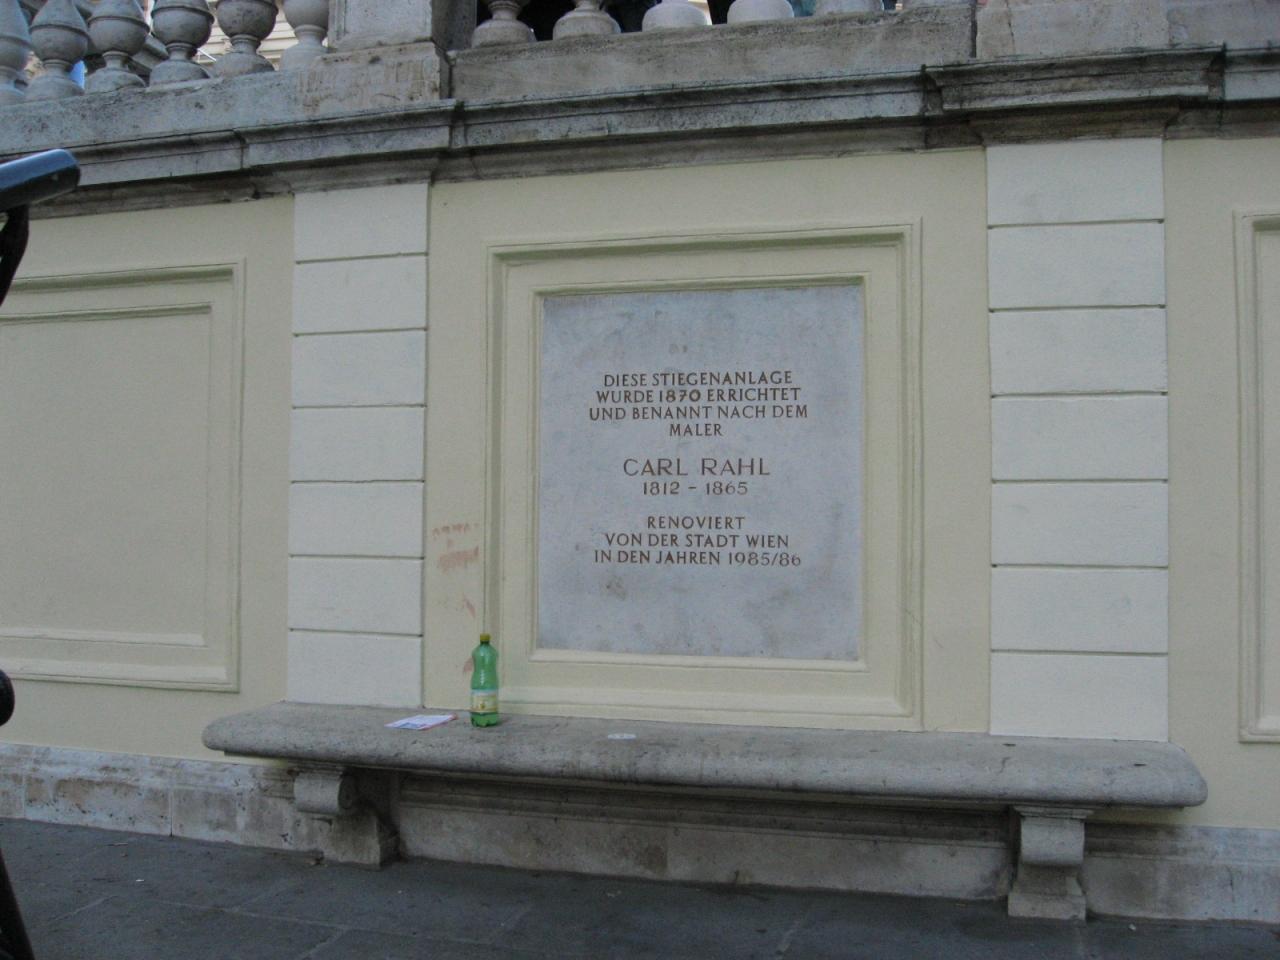 DIESE STIEGENANLAGE
WURDE 1870 ERRICHTET
UND BENANNT NACH DEM
MALER
CARL RAHL
1812 - 1865
RENOVIERT
VON DER STADT WIEN
IN DEN JAHREN 1985/86